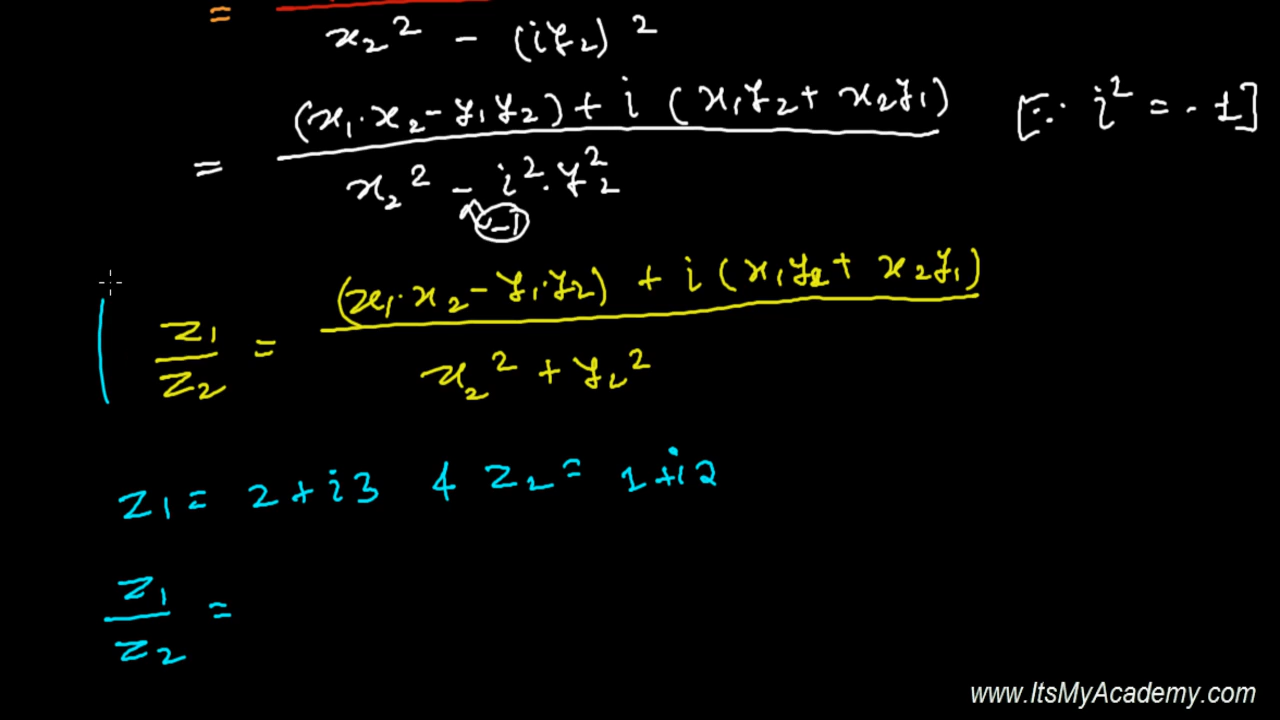 =
x₂² - (iy₂)²
= (x₁.x₂ - y₁y₂) + i (x₁y₂ + x₂y₁) / x₂² - i².y₂² [∵ i² = -1]
-1
z₁/z₂ = (x₁.x₂ - y₁.y₂) + i (x₁y₂ + x₂y₁) / x₂² + y₂²
z₁ = 2+i3 & z₂ = 1+i2
z₁/z₂ =
www.ItsMyAcademy.com